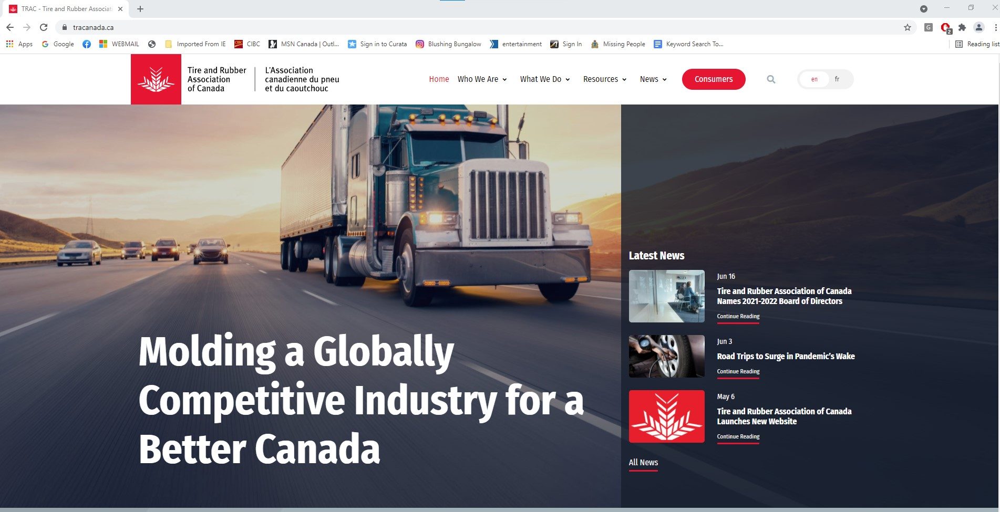 TRAC - Tire and Rubber Associati
tracanada.ca
G
2
Apps
Google
WEBMAIL
Imported From IE
CIBC
CIBC
MSN Canada | Outl...
Sign in to Curata
Blushing Bungalow
entertainment
Sign In
Missing People
Keyword Search To...
Reading list
Tire and Rubber
Association
of Canada
L'Association
canadienne du pneu
et du caoutchouc
Home
Who We Are
What We Do
Resources
News
Consumers
en
fr
Molding a Globally
Competitive Industry for a
Better Canada
Latest News
Jun 16
Tire and Rubber Association of Canada
Names 2021-2022 Board of Directors
Continue Reading
Jun 3
Road Trips to Surge in Pandemic's Wake
Continue Reading
May 6
Tire and Rubber Association of Canada
Launches New Website
Continue Reading
All News